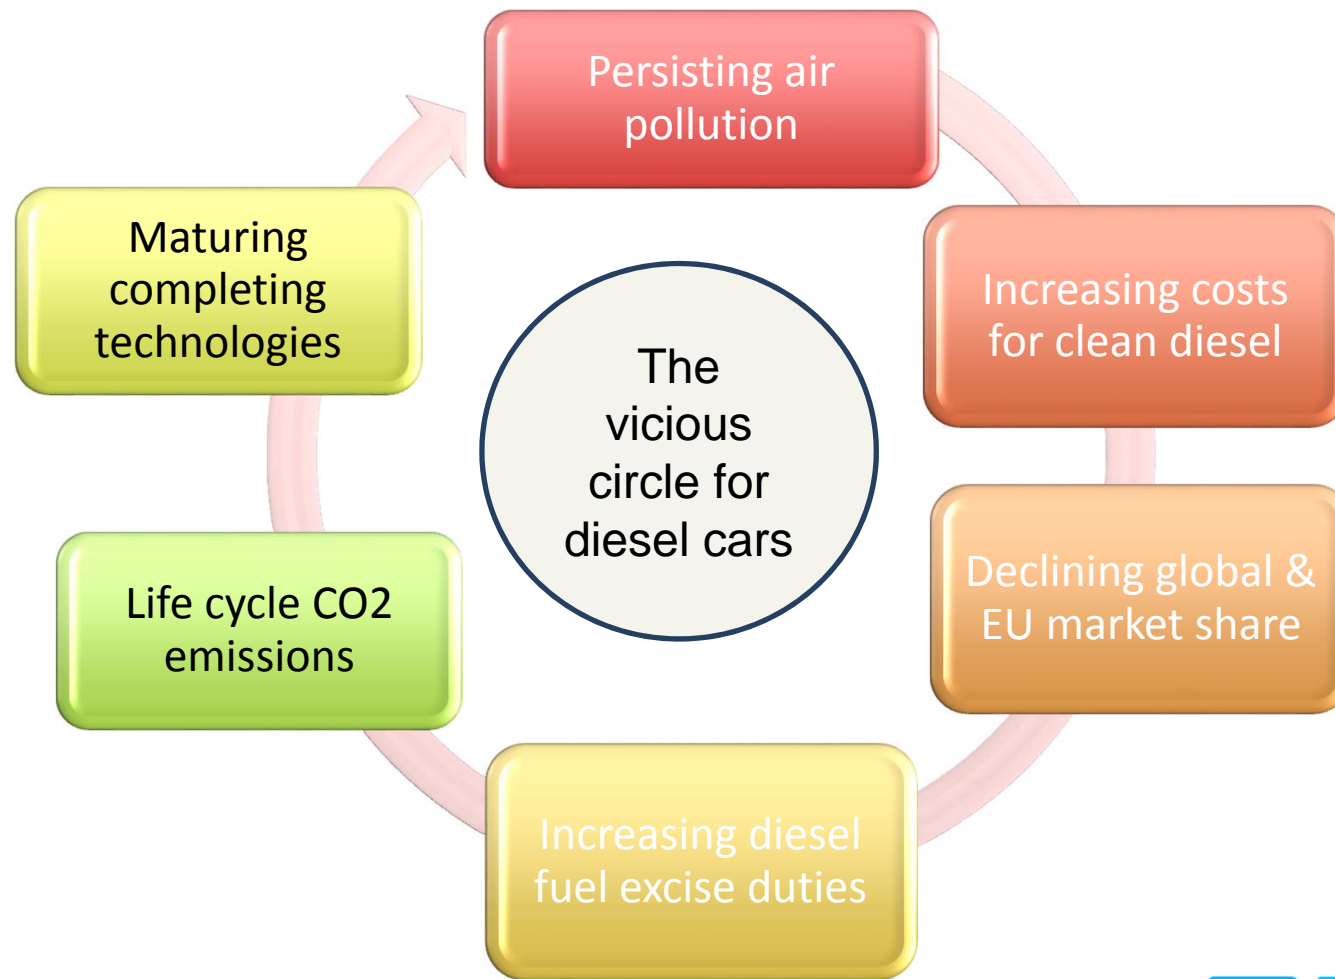 Persisting air
pollution
Increasing costs
for clean diesel
Declining global &
EU market share
Increasing diesel
fuel excise duties
Life cycle CO2
emissions
Maturing
completing
technologies
The
vicious
circle for
diesel cars